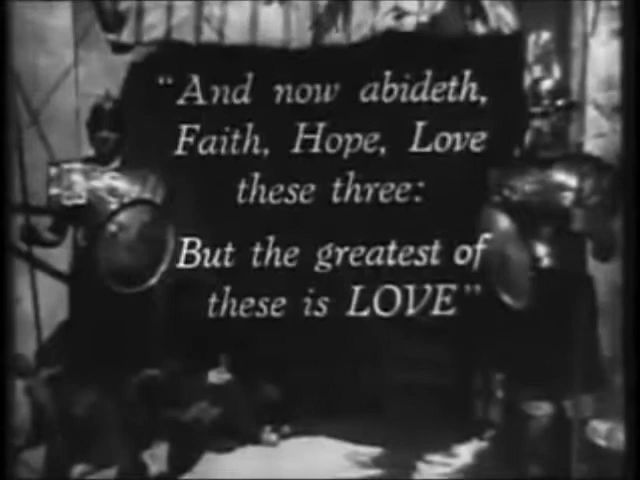 "And now abideth,
Faith, Hope, Love
these three:
But the greatest of
these is LOVE"